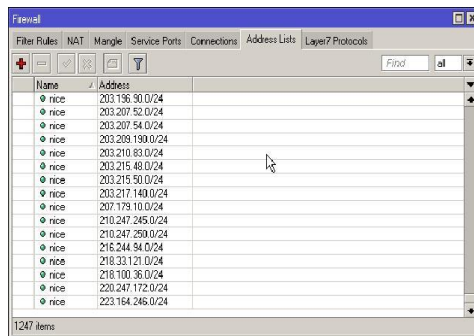 Firewall
Filter Rules NAT Mangle Service Ports Connections Address Lists Layer7 Protocols
Find all
Name Address
nice 203.196.90.0/24
nice 203.207.52.0/24
nice 203.207.54.0/24
nice 203.209.190.0/24
nice 203.210.83.0/24
nice 203.215.48.0/24
nice 203.215.50.0/24
nice 203.217.140.0/24
nice 207.179.10.0/24
nice 210.247.245.0/24
nice 210.247.250.0/24
nice 216.244.94.0/24
nice 218.33.121.0/24
nice 218.100.36.0/24
nice 220.247.172.0/24
nice 223.164.246.0/24
1247 items